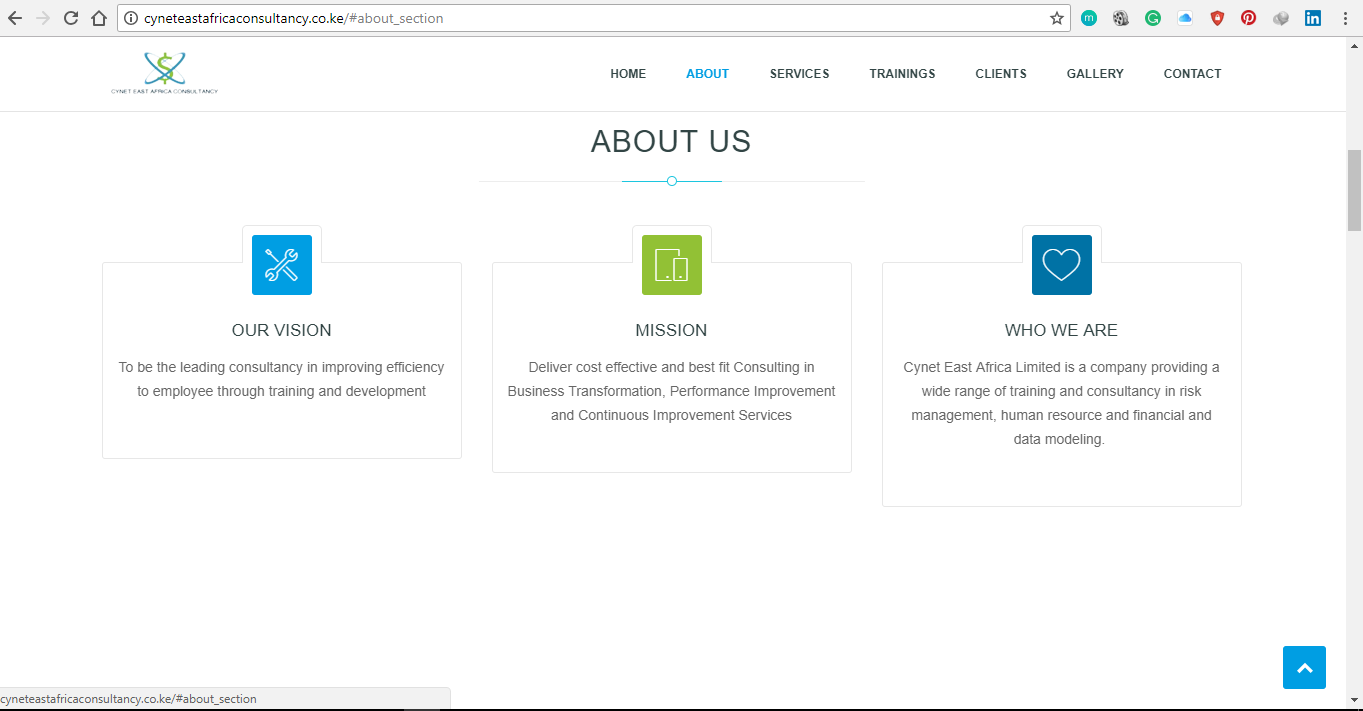 cyneteastafricaconsultancy.co.ke/#about_section
CYNET EAST AFRICA CONSULTANCY
HOME ABOUT SERVICES TRAININGS CLIENTS GALLERY CONTACT
ABOUT US
OUR VISION
To be the leading consultancy in improving efficiency
to employee through training and development
MISSION
Deliver cost effective and best fit Consulting in
Business Transformation, Performance Improvement
and Continuous Improvement Services
WHO WE ARE
Cynet East Africa Limited is a company providing a
wide range of training and consultancy in risk
management, human resource and financial and
data modeling.
cyneteastafricaconsultancy.co.ke/#about_section